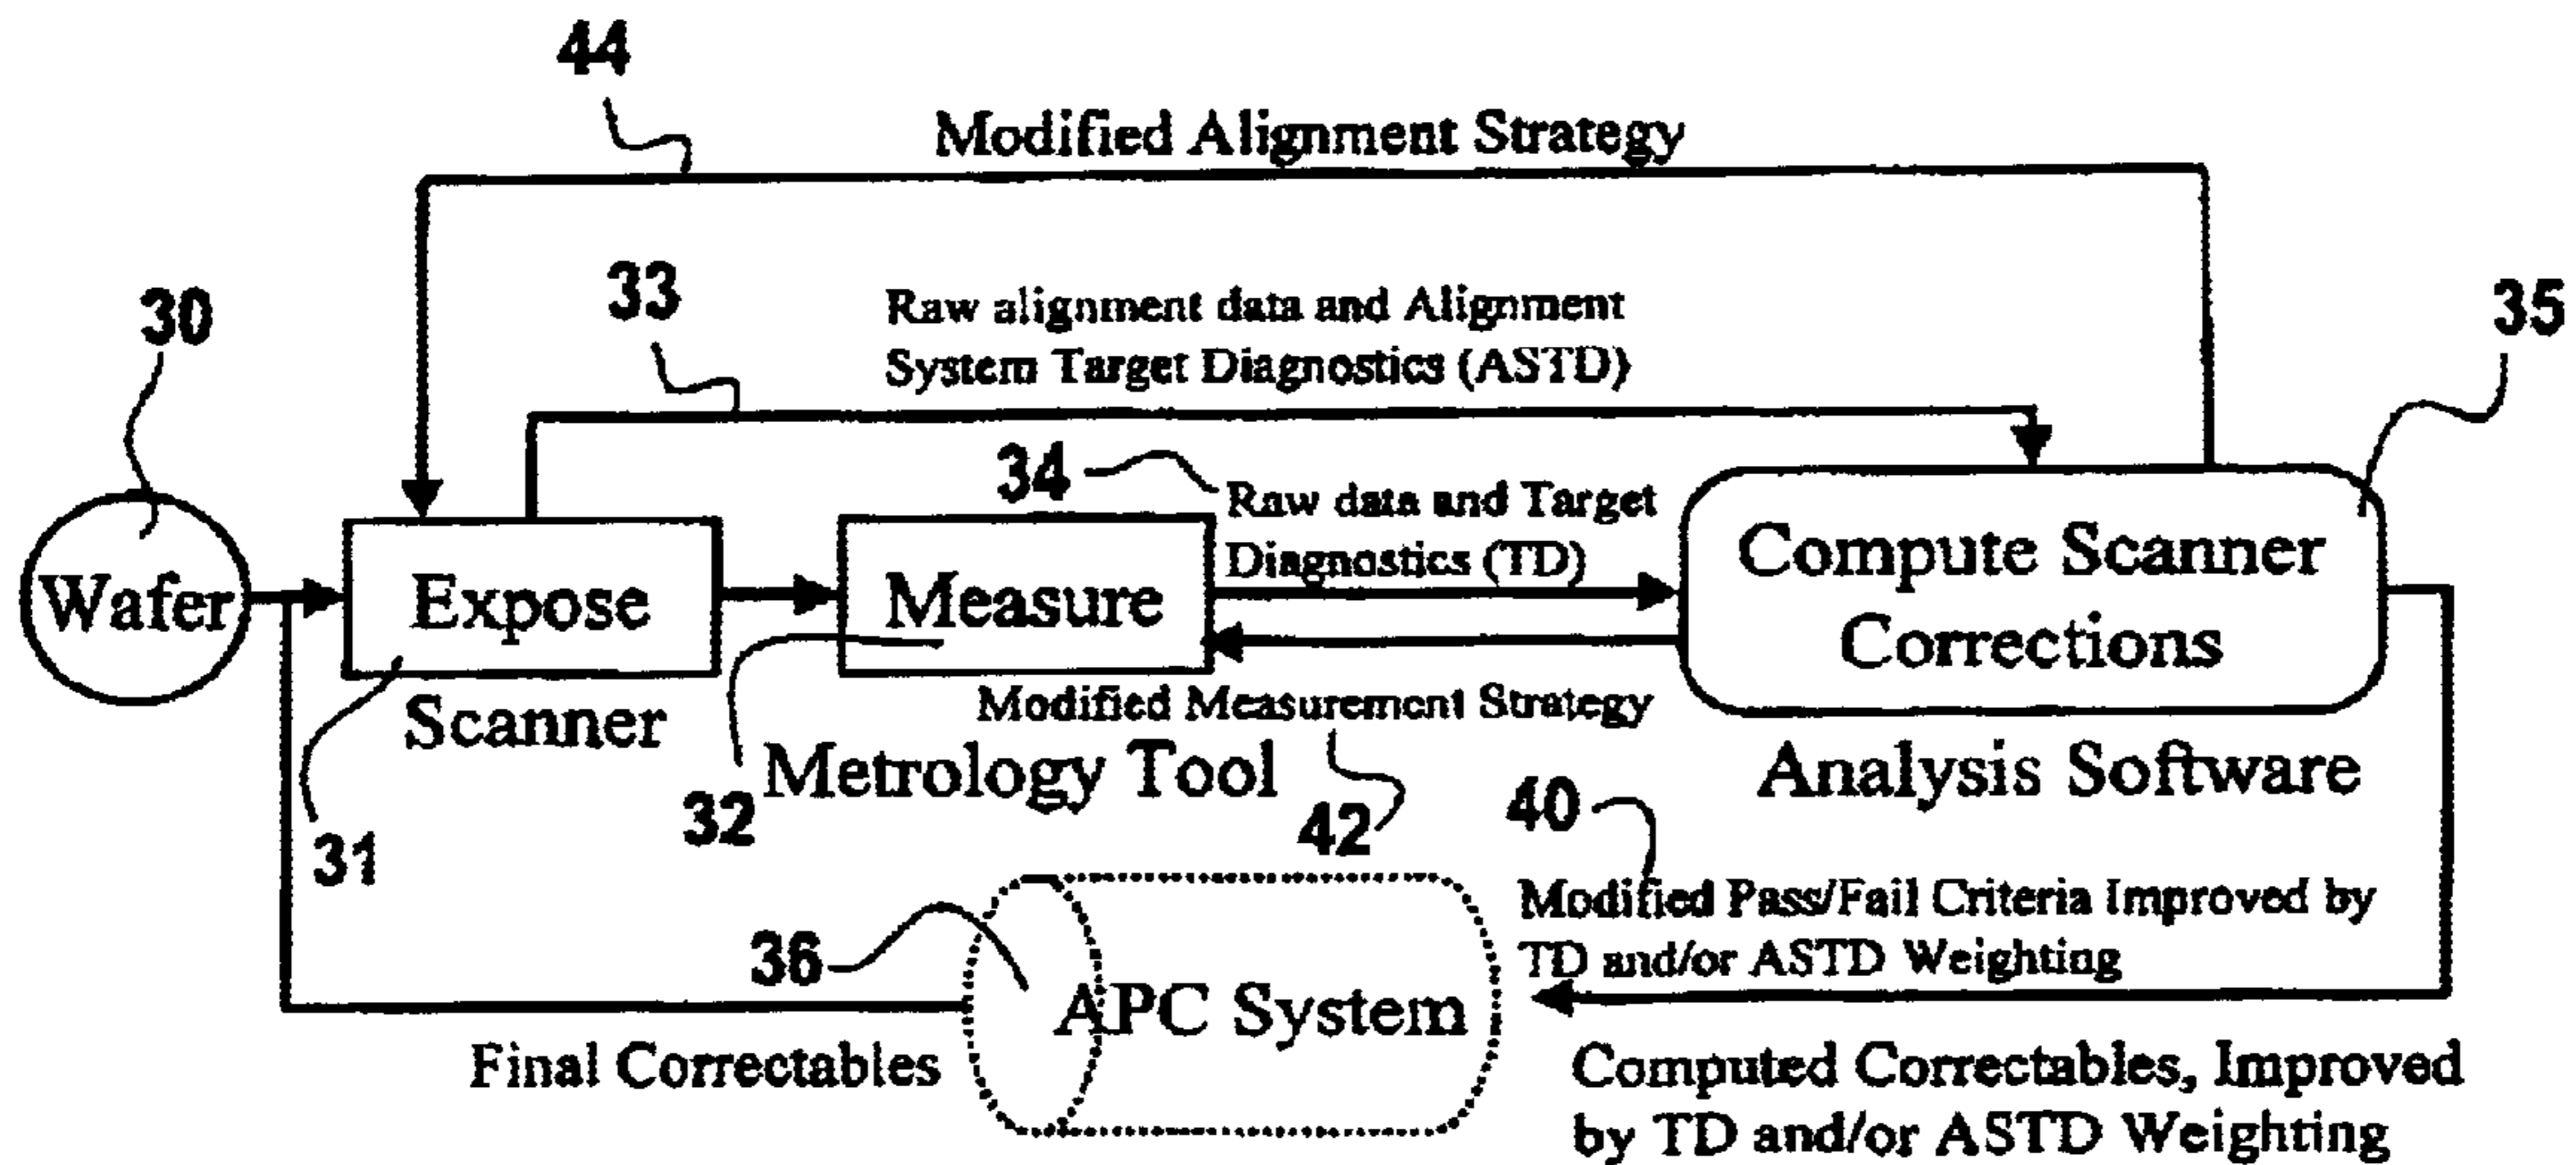 44
Modified Alignment Strategy
33
Raw alignment data and Alignment
System Target Diagnostics (ASTD)
30
35
34
Raw data and Target
Diagnostics (TD)
Wafer
Expose
Measure
Compute Scanner
Corrections
Scanner
Modified Measurement Strategy
Metrology Tool
Analysis Software
31
32
42
40
Modified Pass/Fail Criteria Improved by
TD and/or ASTD Weighting
36
APC System
Final Correctables
Computed Correctables, Improved
by TD and/or ASTD Weighting